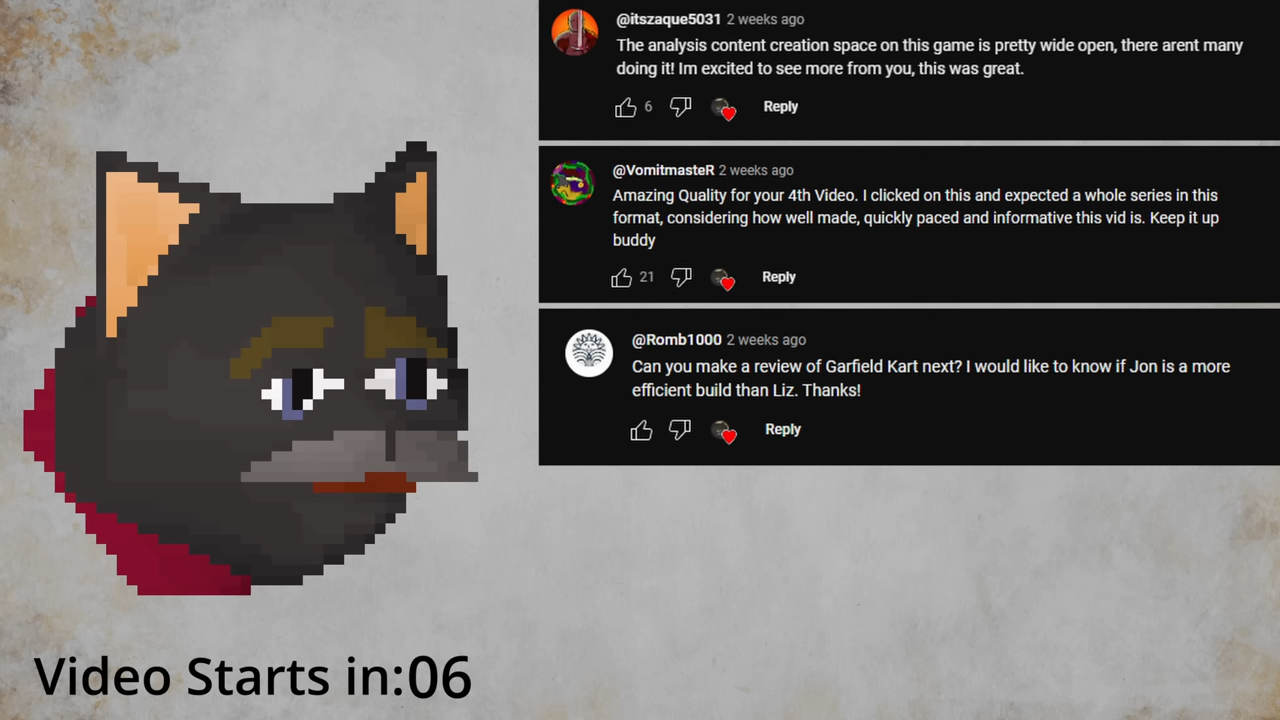 @itszaque5031 2 weeks ago
The analysis content creation space on this game is pretty wide open, there arent many
doing it! Im excited to see more from you, this was great.
6 Reply
@VomitmasteR 2 weeks ago
Amazing Quality for your 4th Video. I clicked on this and expected a whole series in this
format, considering how well made, quickly paced and informative this vid is. Keep it up
buddy
21 Reply
@Romb1000 2 weeks ago
Can you make a review of Garfield Kart next? I would like to know if Jon is a more
efficient build than Liz. Thanks!
Reply
Video Starts in:06